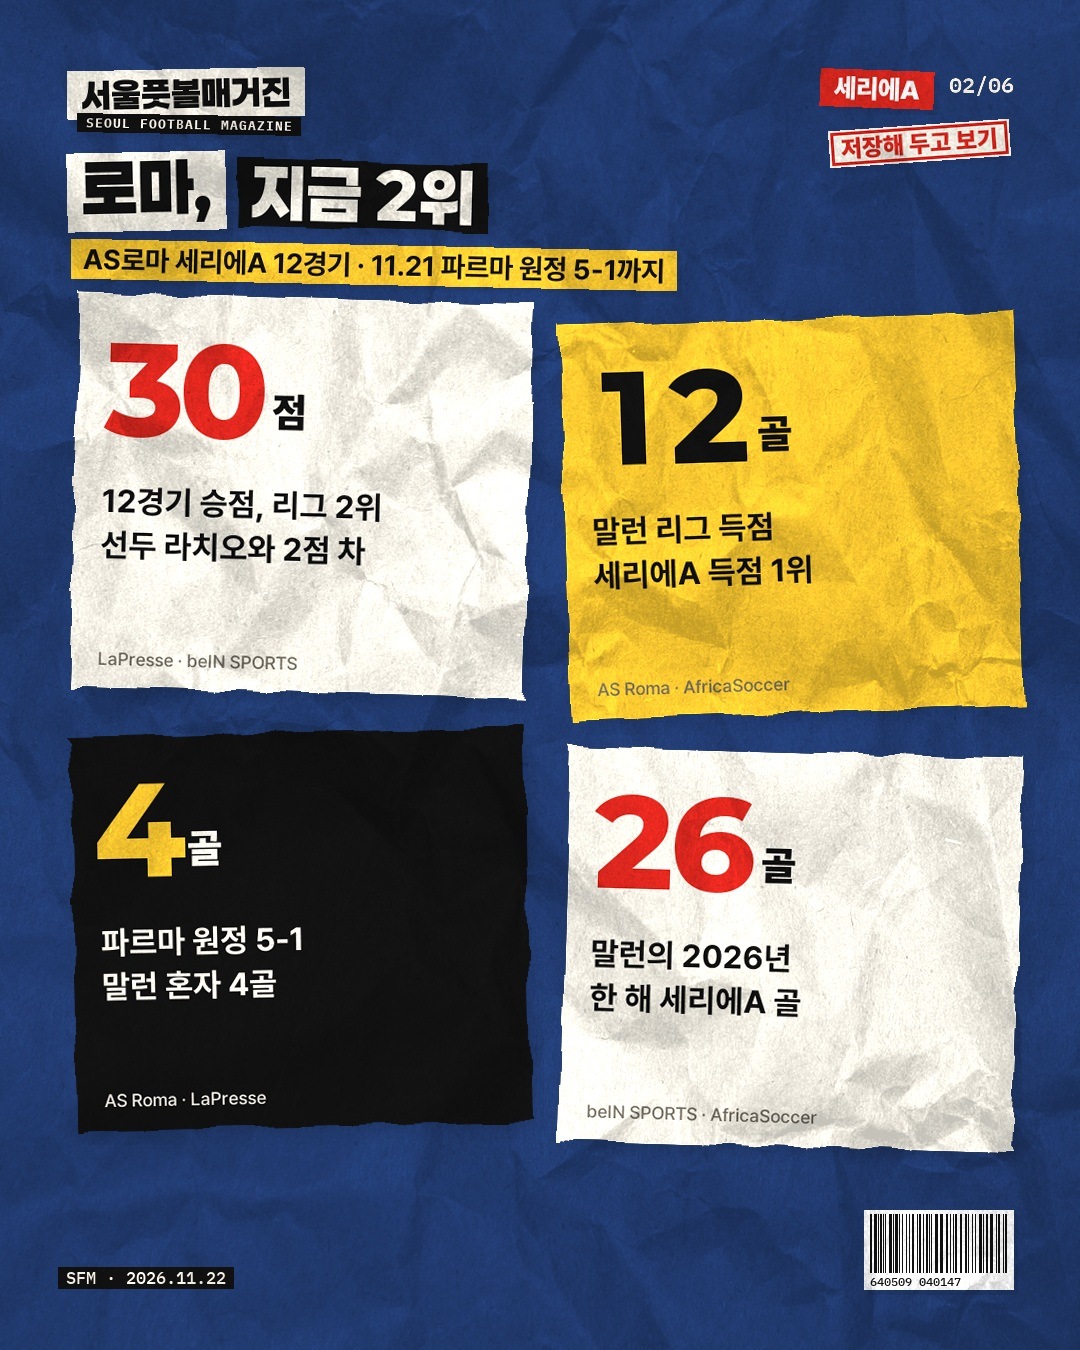 서울풋볼매거진
SEOUL FOOTBALL MAGAZINE
세리에A 02/06
저장해 두고 보기
로마, 지금 2위
AS로마 세리에A 12경기 · 11.21 파르마 원정 5-1까지
30점
12경기 승점, 리그 2위
선두 라치오와 2점 차
LaPresse · beIN SPORTS
12골
말런 리그 득점
세리에A 득점 1위
AS Roma · AfricaSoccer
4골
파르마 원정 5-1
말런 혼자 4골
AS Roma · LaPresse
26골
말런의 2026년
한 해 세리에A 골
beIN SPORTS · AfricaSoccer
SFM · 2026.11.22
640509 040147